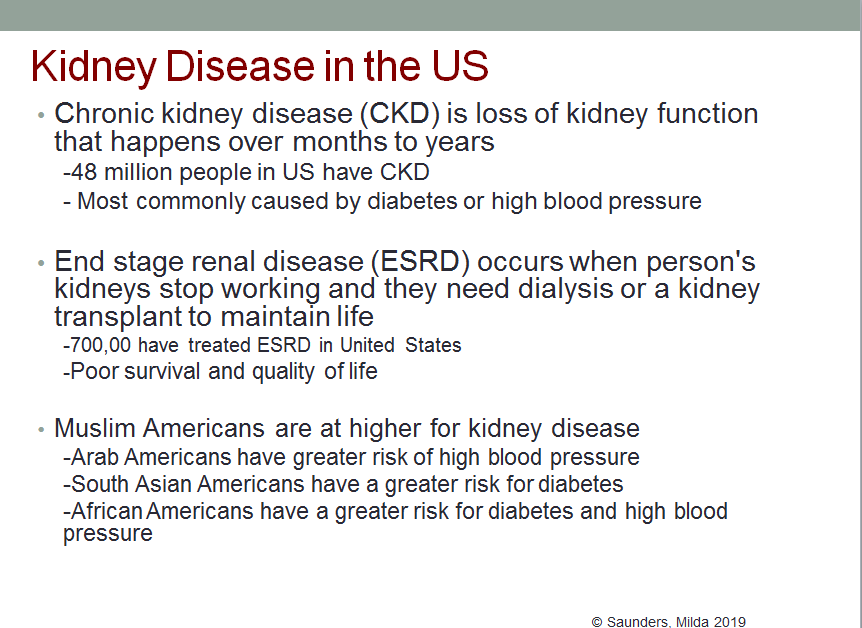 Kidney Disease in the US
• Chronic kidney disease (CKD) is loss of kidney function
that happens over months to years
-48 million people in US have CKD
- Most commonly caused by diabetes or high blood pressure
• End stage renal disease (ESRD) occurs when person's
kidneys stop working and they need dialysis or a kidney
transplant to maintain life
-700,00 have treated ESRD in United States
-Poor survival and quality of life
• Muslim Americans are at higher for kidney disease
-Arab Americans have greater risk of high blood pressure
-South Asian Americans have a greater risk for diabetes
-African Americans have a greater risk for diabetes and high blood
pressure
© Saunders, Milda 2019